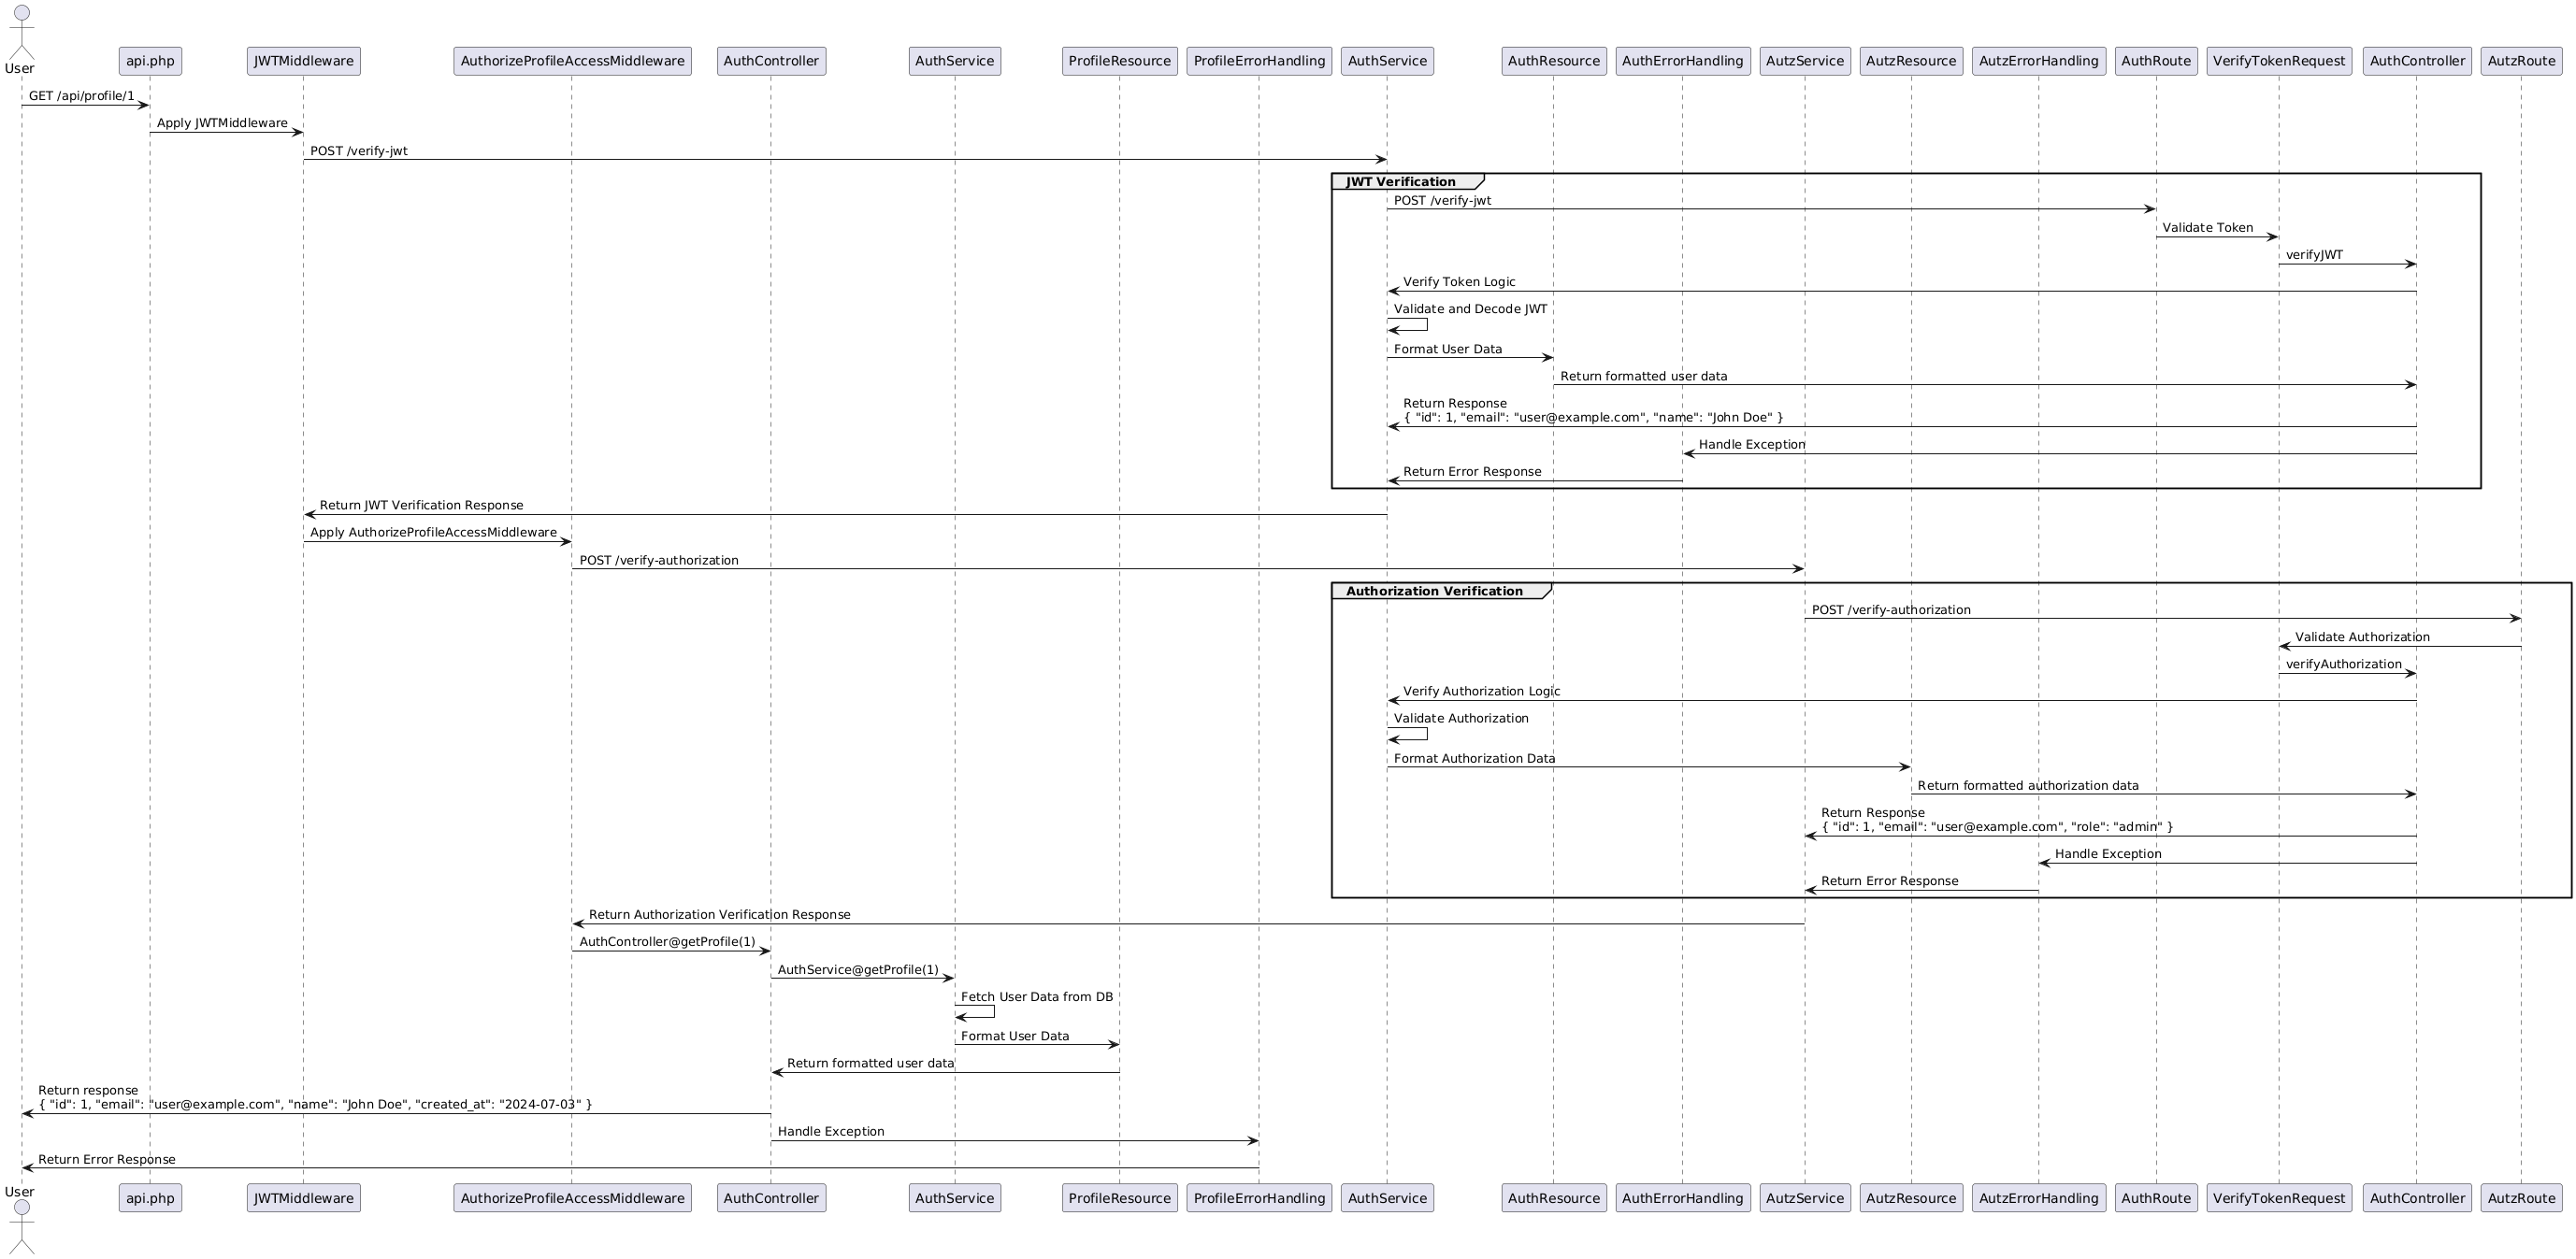 User
api.php
JWTMiddleware
AuthorizeProfileAccessMiddleware
AuthController
AuthService
ProfileResource
ProfileErrorHandling
AuthService
AuthResource
AuthErrorHandling
AutzService
AutzResource
AutzErrorHandling
AuthRoute
VerifyTokenRequest
AuthController
AutzRoute
GET /api/profile/1
Apply JWTMiddleware
POST /verify-jwt
JWT Verification
POST /verify-jwt
Validate Token
verifyJWT
Verify Token Logic
Validate and Decode JWT
Format User Data
Return formatted user data
Return Response
{ "id": 1, "email": "user@example.com", "name": "John Doe" }
Handle Exception
Return Error Response
Return JWT Verification Response
Apply AuthorizeProfileAccessMiddleware
POST /verify-authorization
Authorization Verification
POST /verify-authorization
Validate Authorization
verifyAuthorization
Verify Authorization Logic
Validate Authorization
Format Authorization Data
Return formatted authorization data
Return Response
{ "id": 1, "email": "user@example.com", "role": "admin" }
Handle Exception
Return Error Response
Return Authorization Verification Response
AuthController@getProfile(1)
AuthService@getProfile(1)
Fetch User Data from DB
Format User Data
Return formatted user data
Return response
{ "id": 1, "email": "user@example.com", "name": "John Doe", "created_at": "2024-07-03" }
Handle Exception
Return Error Response
User
api.php
JWTMiddleware
AuthorizeProfileAccessMiddleware
AuthController
AuthService
ProfileResource
ProfileErrorHandling
AuthService
AuthResource
AuthErrorHandling
AutzService
AutzResource
AutzErrorHandling
AuthRoute
VerifyTokenRequest
AuthController
AutzRoute